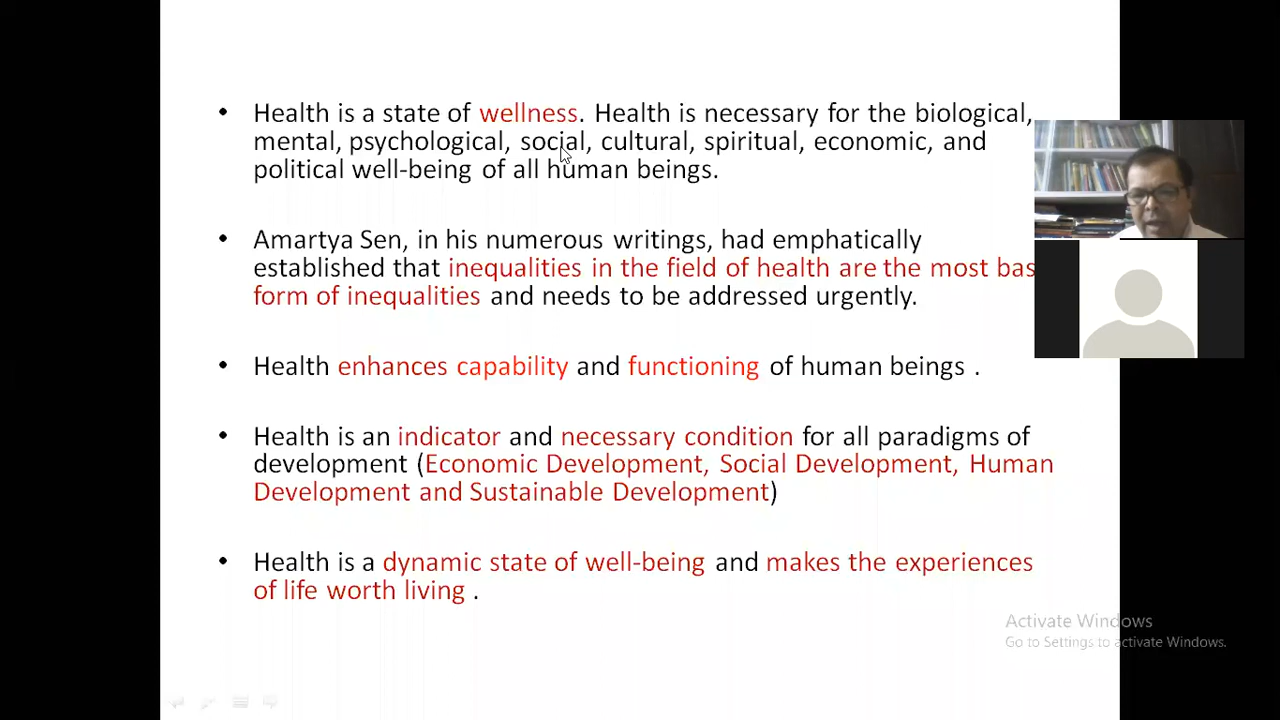 • Health is a state of wellness. Health is necessary for the biological,
mental, psychological, social, cultural, spiritual, economic, and
political well-being of all human beings.
• Amartya Sen, in his numerous writings, had emphatically
established that inequalities in the field of health are the most bas
form of inequalities and needs to be addressed urgently.
• Health enhances capability and functioning of human beings .
• Health is an indicator and necessary condition for all paradigms of
development (Economic Development, Social Development, Human
Development and Sustainable Development)
• Health is a dynamic state of well-being and makes the experiences
of life worth living .
Activate Windows
Go to Settings to activate Windows.